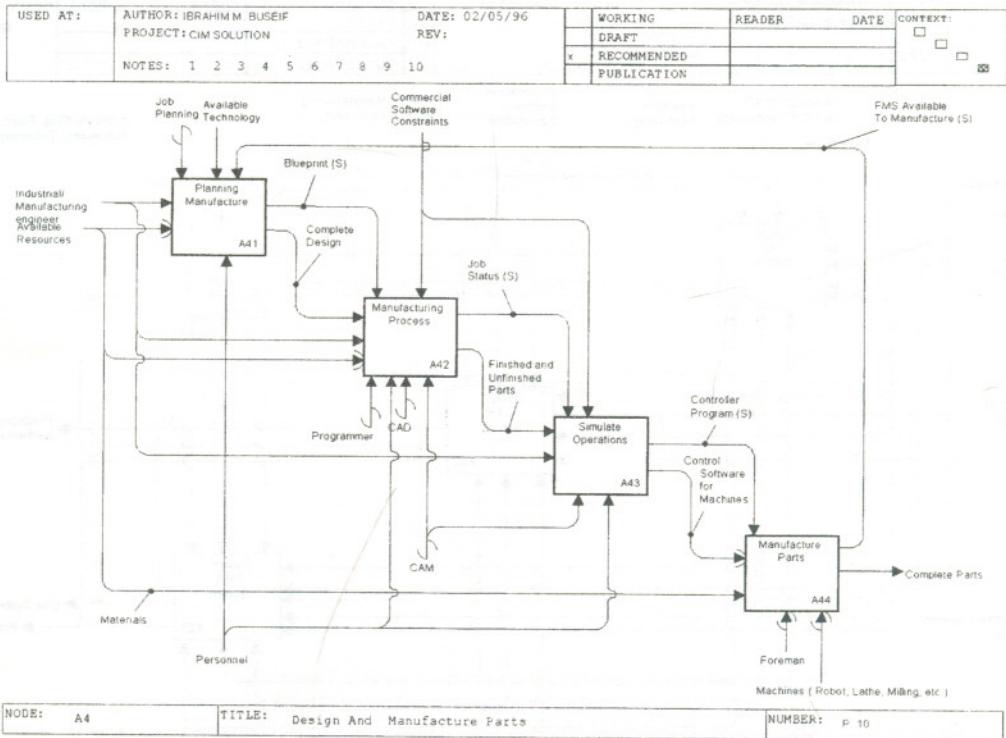 USED AT:
AUTHOR: IBRAHIM M. BUSEIF
DATE: 02/05/96
PROJECT: CIM SOLUTION
REV:
NOTES: 1 2 3 4 5 6 7 8 9 10
WORKING
DRAFT
x RECOMMENDED
PUBLICATION
READER DATE
CONTEXT:
Job
Planning
Available
Technology
Commercial
Software
Constraints
FMS Available
To Manufacture (S)
Industrial/
Manufacturing
engineer
Available
Resources
Planning
Manufacture
A41
Blueprint (S)
Complete
Design
Manufacturing
Process
A42
Job
Status (S)
Finished and
Unfinished
Parts
Programmer
CAD
Simulate
Operations
A43
Controller
Program (S)
Control
Software
for
Machines
CAM
Manufacture
Parts
A44
Complete Parts
Materials
Personnel
Foreman
Machines ( Robot, Lathe, Milling, etc.)
NODE: A4
TITLE: Design And Manufacture Parts
NUMBER: P 10